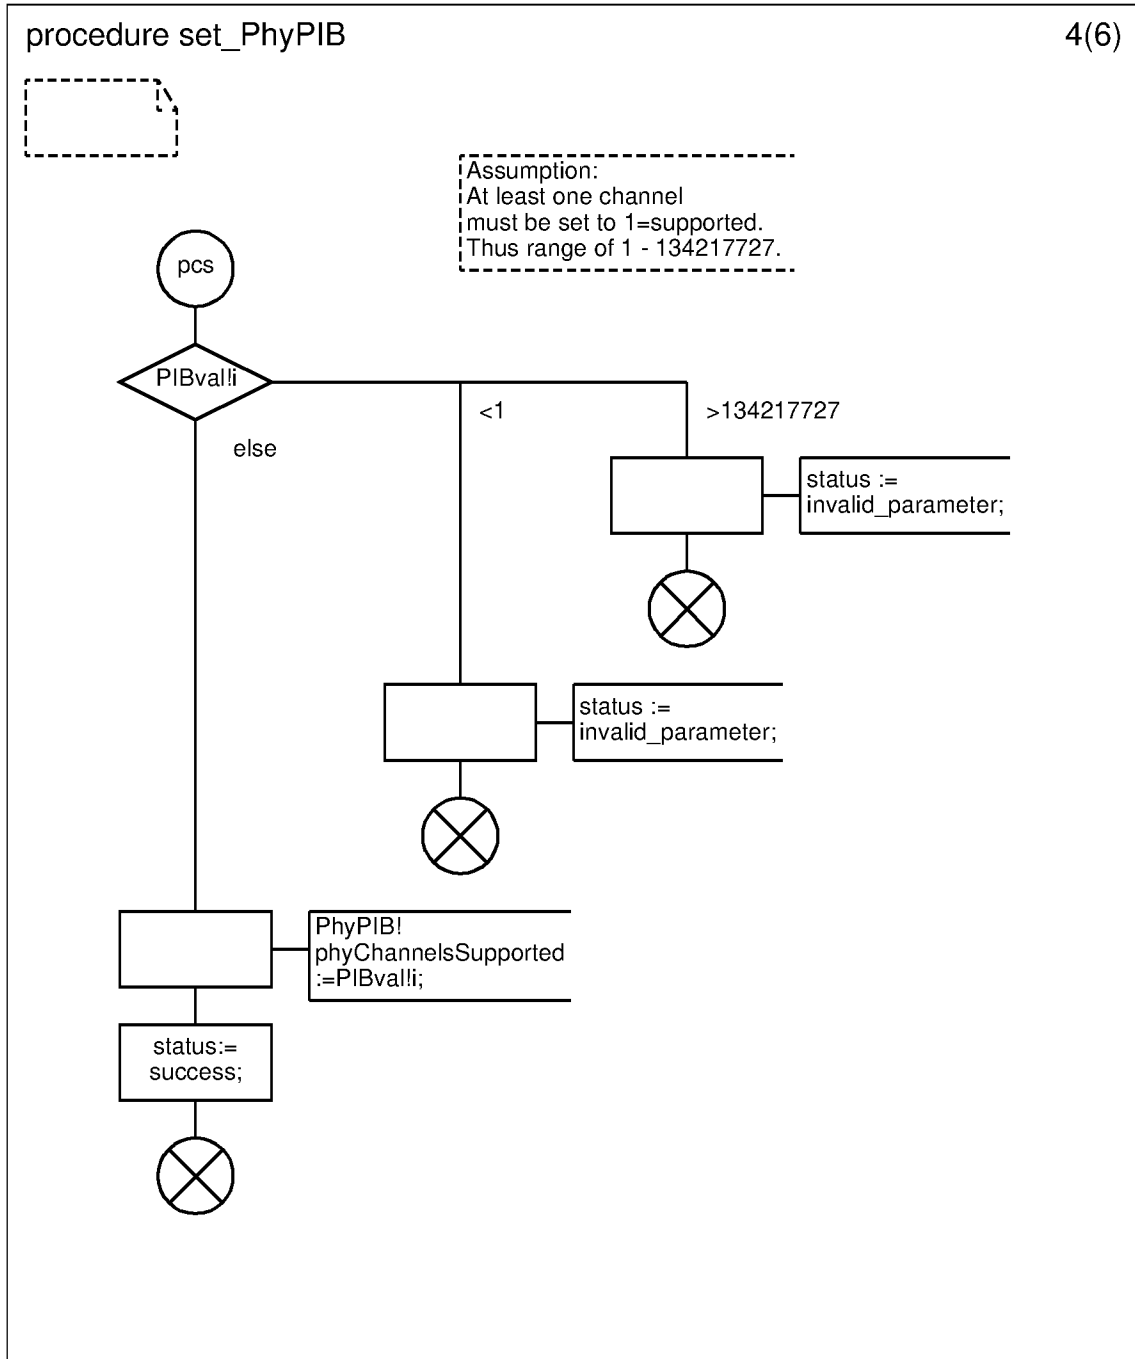 procedure set_PhyPIB
4(6)
Assumption:
At least one channel
must be set to 1=supported.
Thus range of 1 - 134217727.
pcs
PIBval!i
<1
>134217727
else
status :=
invalid_parameter;
status :=
invalid_parameter;
PhyPIB!
phyChannelsSupported
:=PIBval!i;
status:=
success;